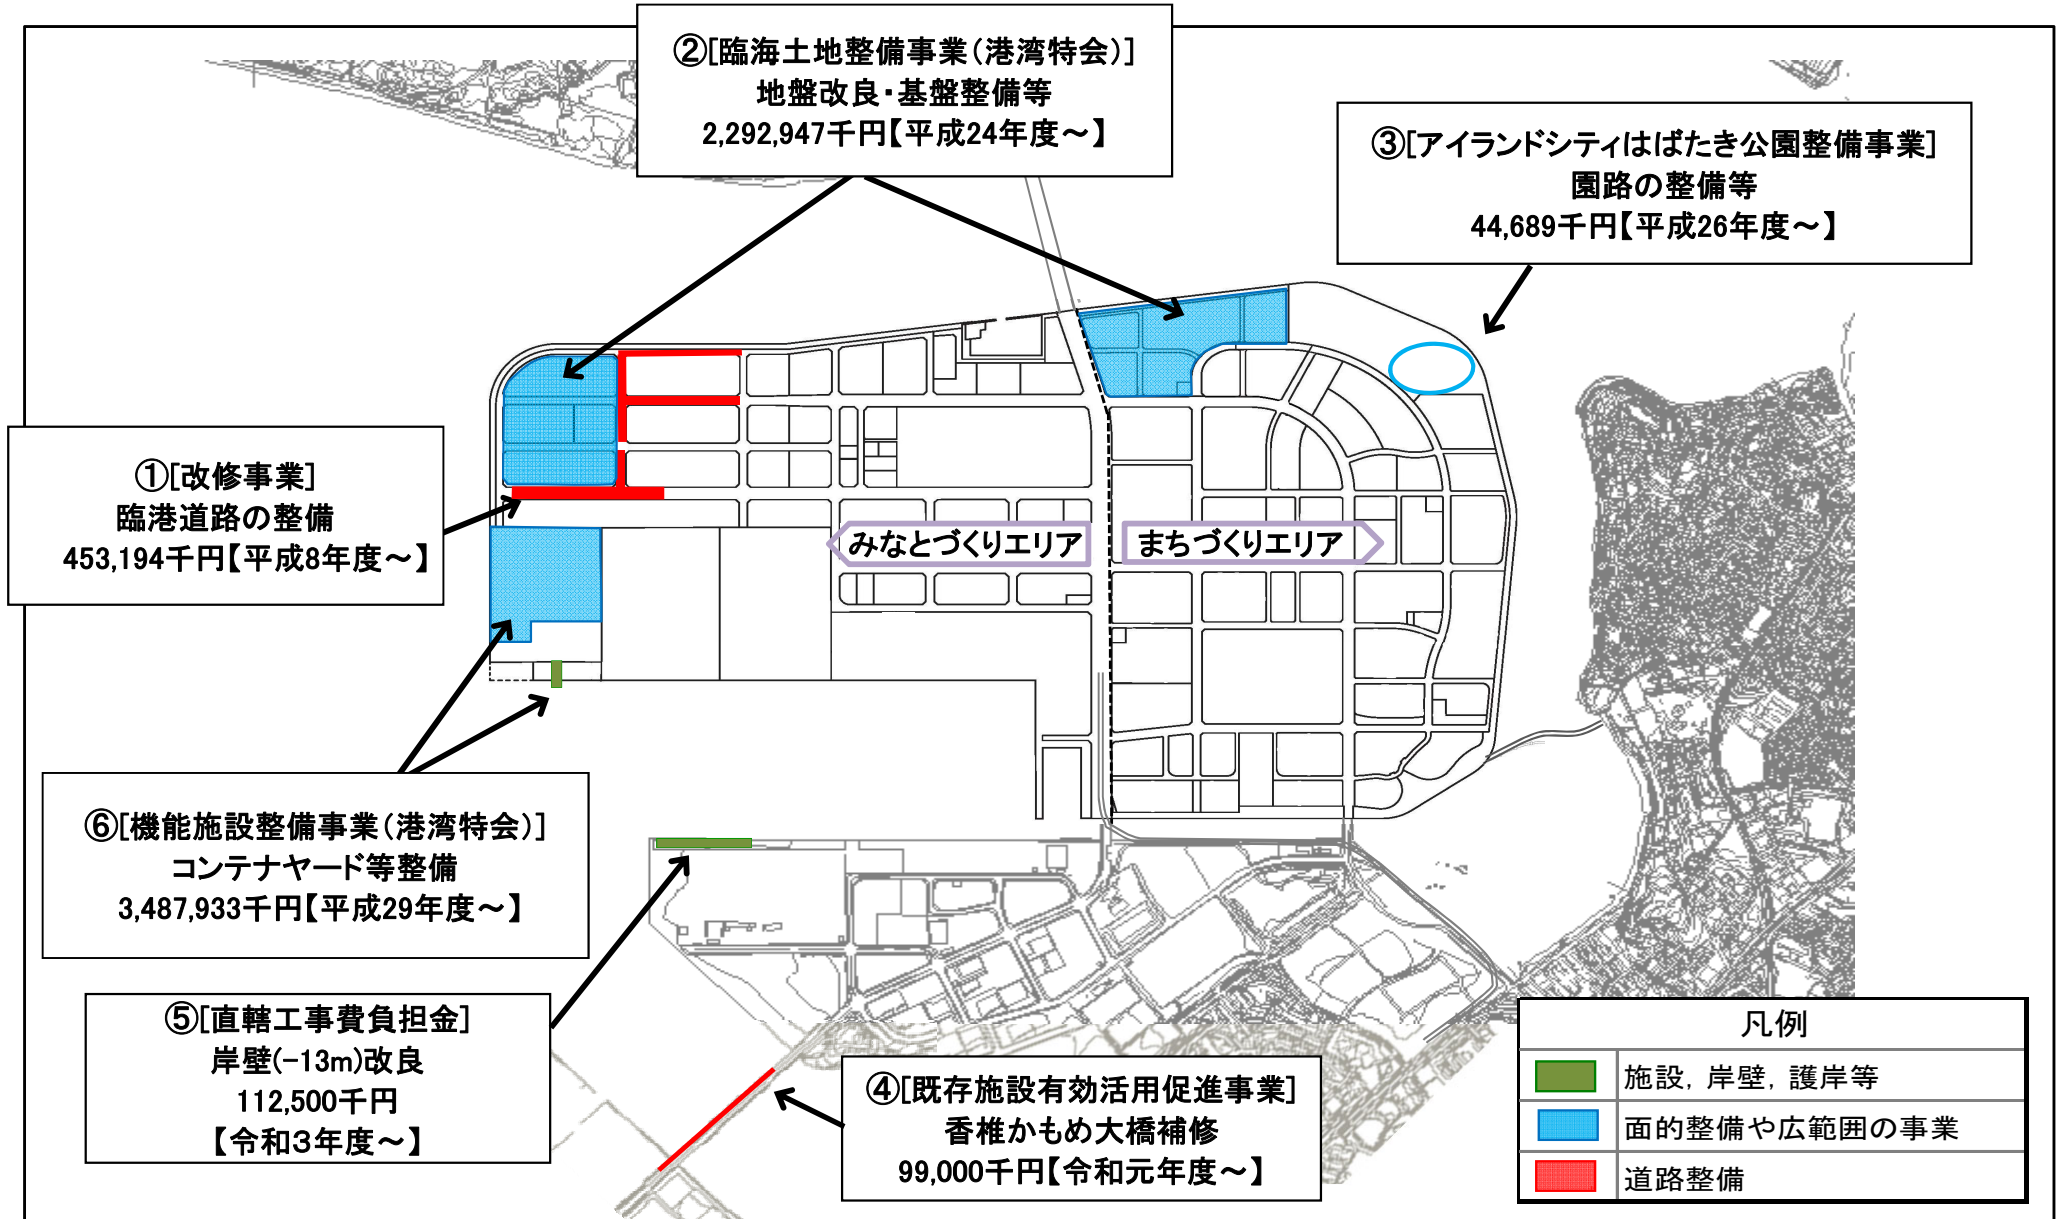 ②[臨海土地整備事業(港湾特会)]
地盤改良・基盤整備等
2,292,947千円【平成24年度～】
③[アイランドシティはばたき公園整備事業]
園路の整備等
44,689千円【平成26年度～】
①[改修事業]
臨港道路の整備
453,194千円【平成8年度～】
みなとづくりエリア
まちづくりエリア
⑥[機能施設整備事業(港湾特会)]
コンテナヤード等整備
3,487,933千円【平成29年度～】
⑤[直轄工事費負担金]
岸壁(-13m)改良
112,500千円
【令和3年度～】
④[既存施設有効活用促進事業]
香椎かもめ大橋補修
99,000千円【令和元年度～】
凡例
施設，岸壁，護岸等
面的整備や広範囲の事業
道路整備